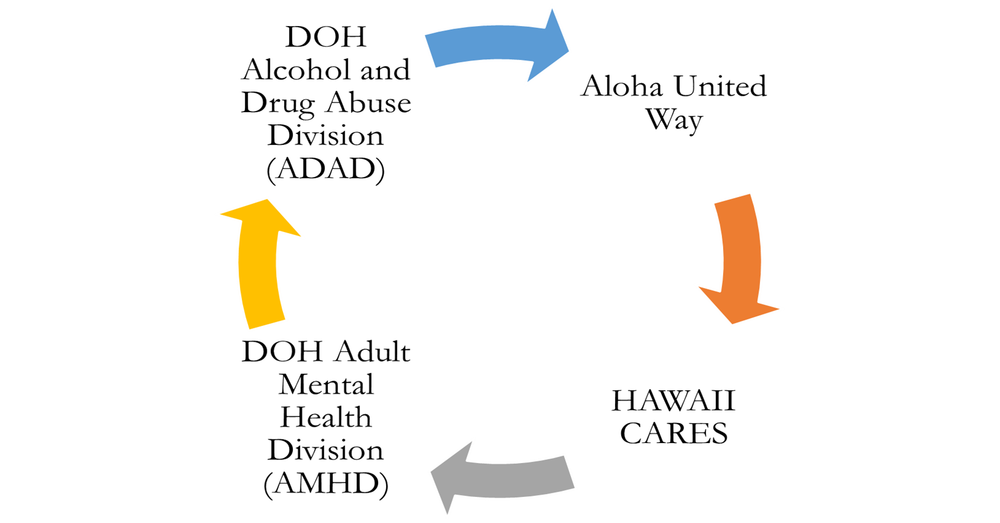 DOH
Alcohol and
Drug Abuse
Division
(ADAD)
Aloha United
Way
HAWAII
CARES
DOH Adult
Mental
Health
Division
(AMHD)